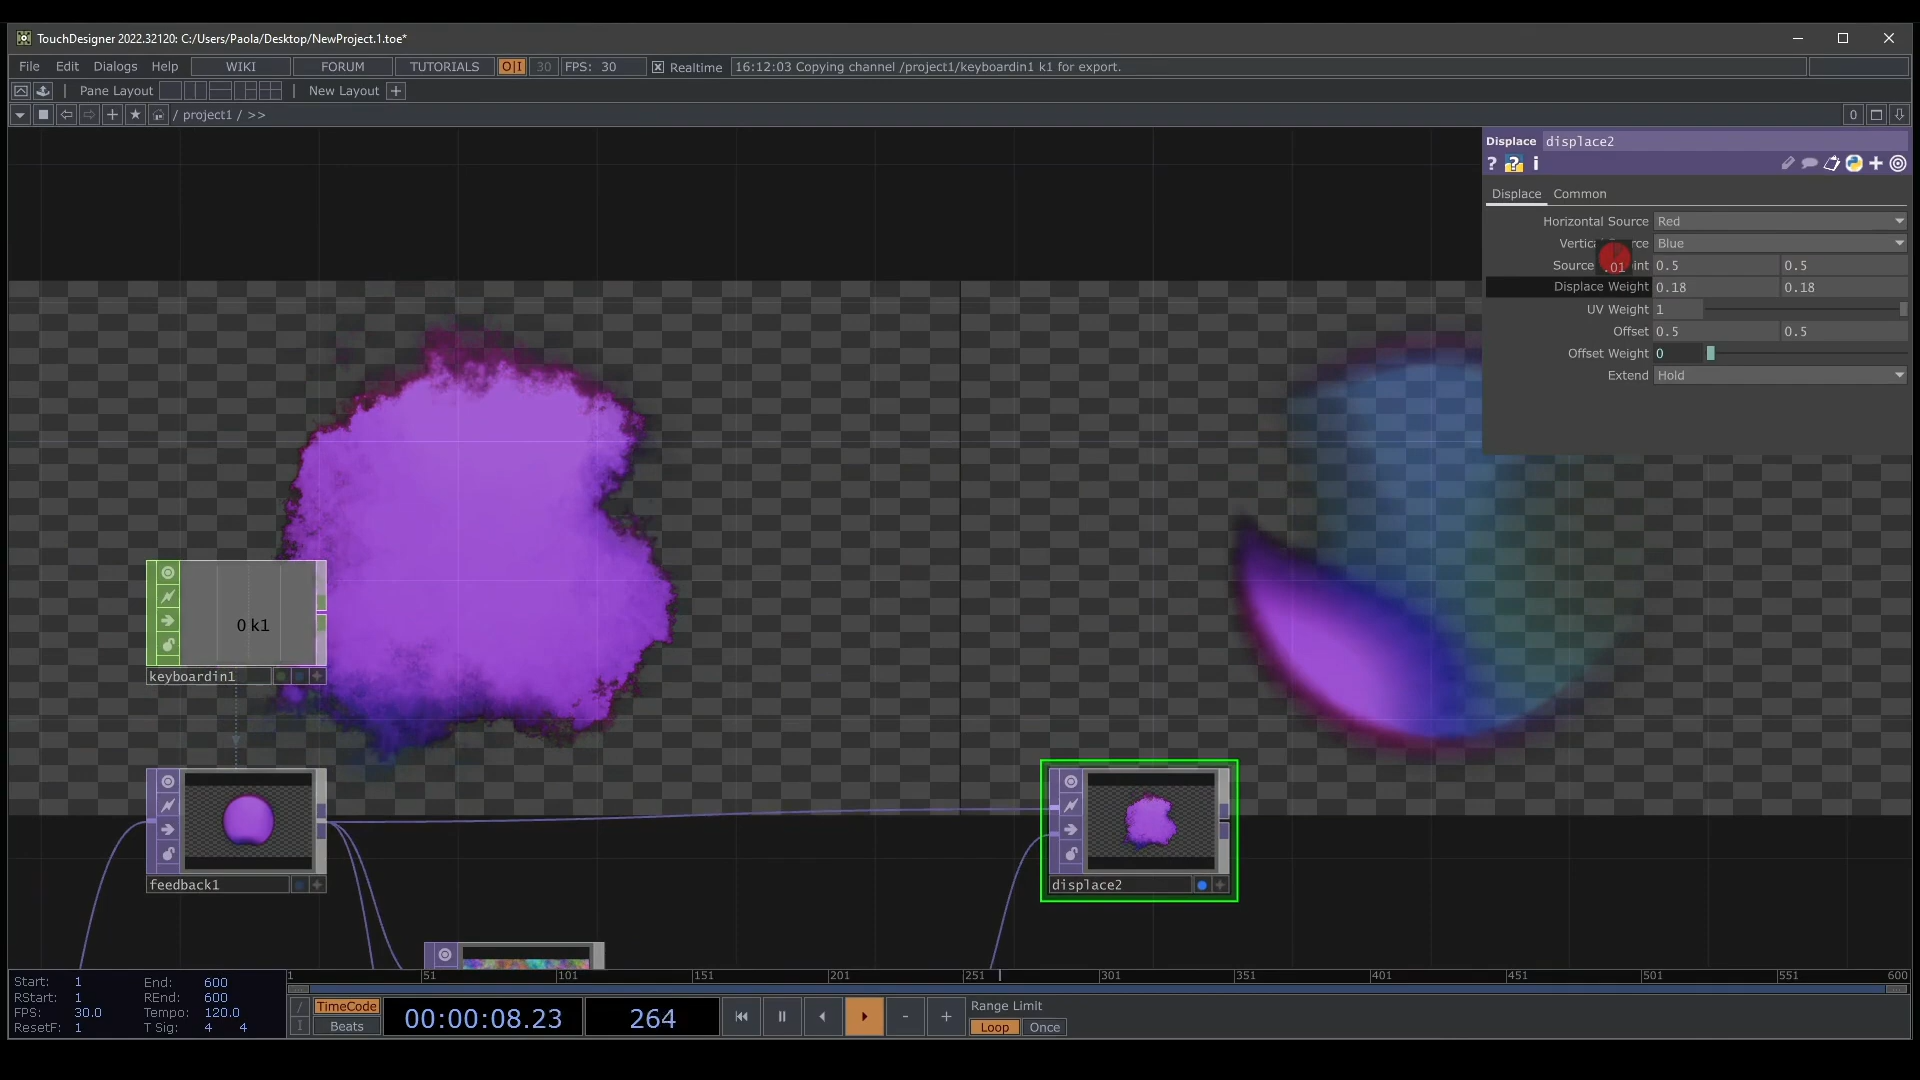 TouchDesigner 2022.32120: C:/Users/Paola/Desktop/NewProject.1.toe*
File Edit Dialogs Help WIKI FORUM TUTORIALS O|I 30 FPS: 30 Realtime 16:12:03 Copying channel /project1/keyboardin1 k1 for export.
Pane Layout New Layout
/ project1 / >> 0
Displace displace2
? ? i
Displace Common
Horizontal Source Red
Vertical Source Blue
Source .01 int 0.5 0.5
Displace Weight 0.18 0.18
UV Weight 1
Offset 0.5 0.5
Offset Weight 0
Extend Hold
0 k1
keyboardin1
feedback1
displace2
1 51 101 151 201 251 301 351 401 451 501 551 600
Start: 1 End: 600
RStart: 1 REnd: 600
FPS: 30.0 Tempo: 120.0
ResetF: 1 T Sig: 4 4
TimeCode
Beats
00:00:08.23
264
Range Limit
Loop Once